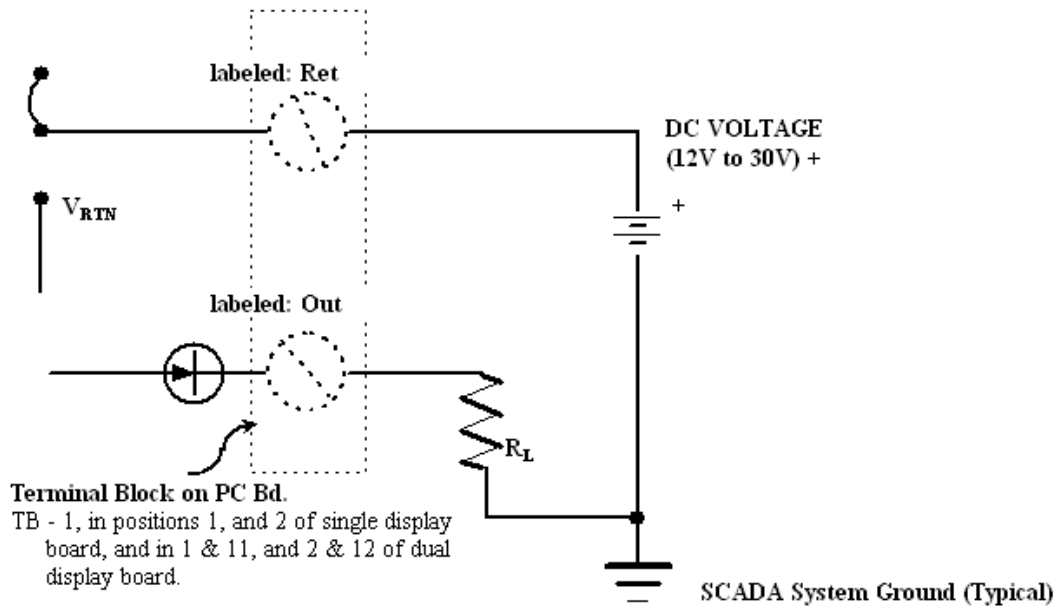 labeled: Ret
DC VOLTAGE
(12V to 30V) +
+
VRTN
labeled: Out
RL
Terminal Block on PC Bd.
TB - 1, in positions 1, and 2 of single display
board, and in 1 & 11, and 2 & 12 of dual
display board.
SCADA System Ground (Typical)